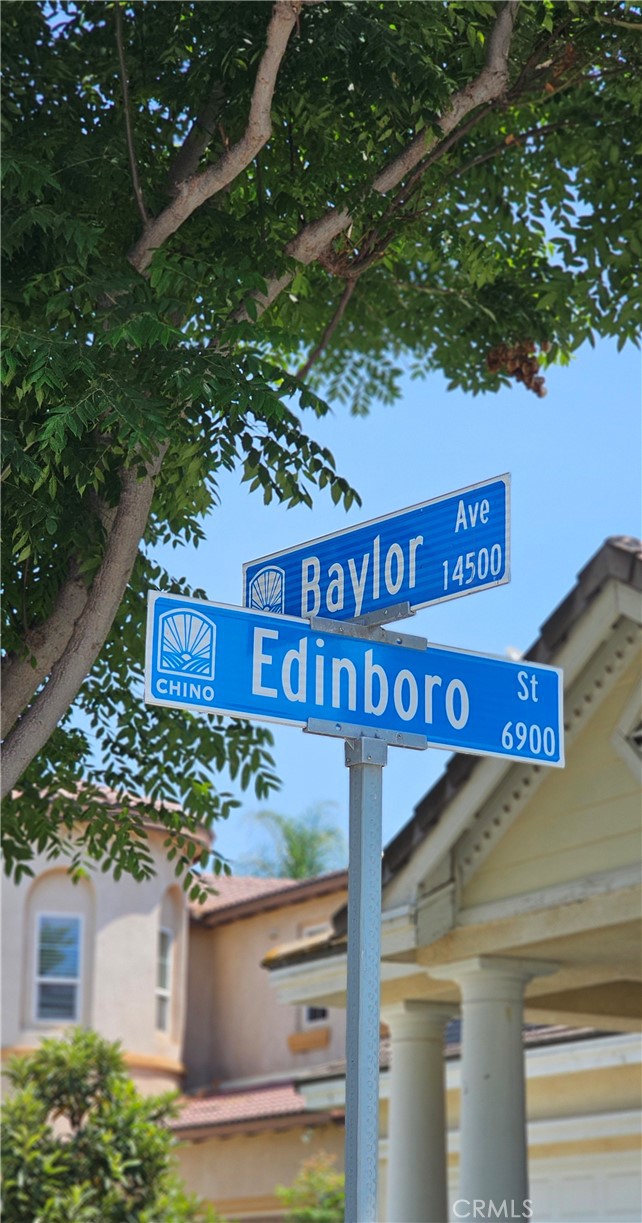 Baylor Ave
14500
Edinboro St
CHINO
6900
CRMLS